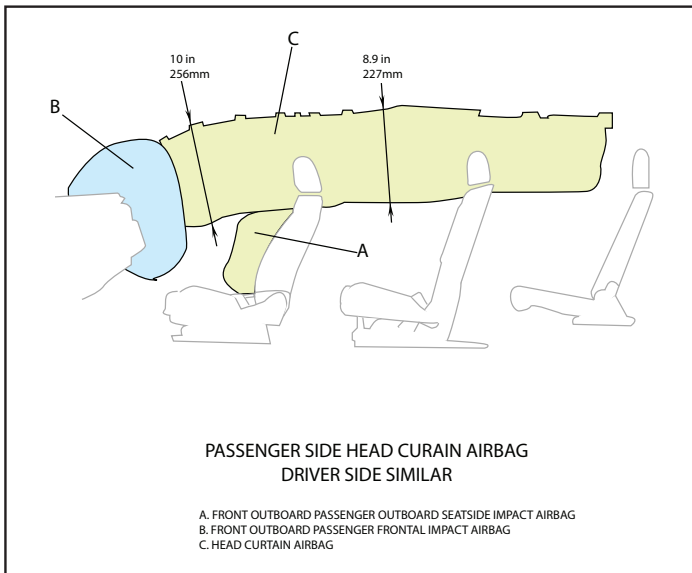 C
10 in
256mm
8.9 in
227mm
B
A
PASSENGER SIDE HEAD CURAIN AIRBAG
DRIVER SIDE SIMILAR
A. FRONT OUTBOARD PASSENGER OUTBOARD SEATSIDE IMPACT AIRBAG
B. FRONT OUTBOARD PASSENGER FRONTAL IMPACT AIRBAG
C. HEAD CURTAIN AIRBAG